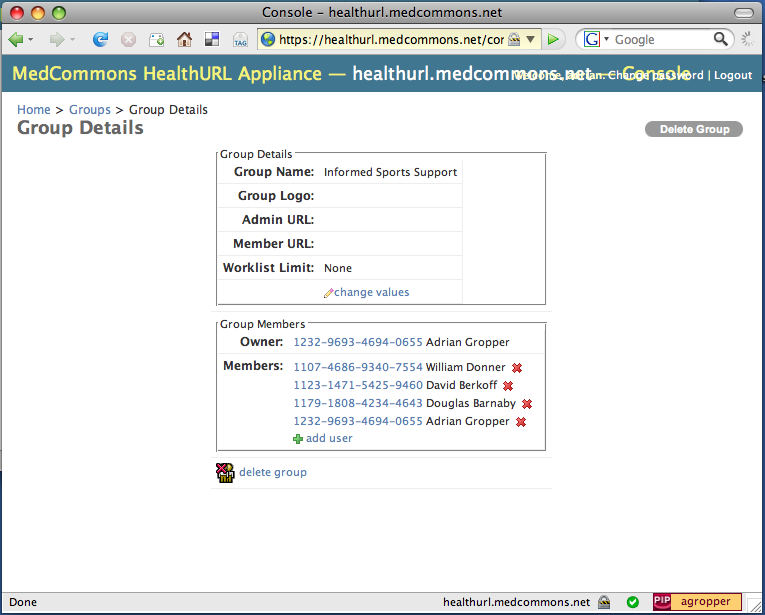 Console – healthurl.medcommons.net
TAG
https://healthurl.medcommons.net/cor
G Google
MedCommons HealthURL Appliance — healthurl.medcommons.net — Console
Welcome, adrian. Change password | Logout
Home > Groups > Group Details
Group Details
Delete Group
Group Details
Group Name: Informed Sports Support
Group Logo:
Admin URL:
Member URL:
Worklist Limit: None
change values
Group Members
Owner: 1232-9693-4694-0655 Adrian Gropper
Members: 1107-4686-9340-7554 William Donner
1123-1471-5425-9460 David Berkoff
1179-1808-4234-4643 Douglas Barnaby
1232-9693-4694-0655 Adrian Gropper
add user
delete group
Done
healthurl.medcommons.net
PIP agropper